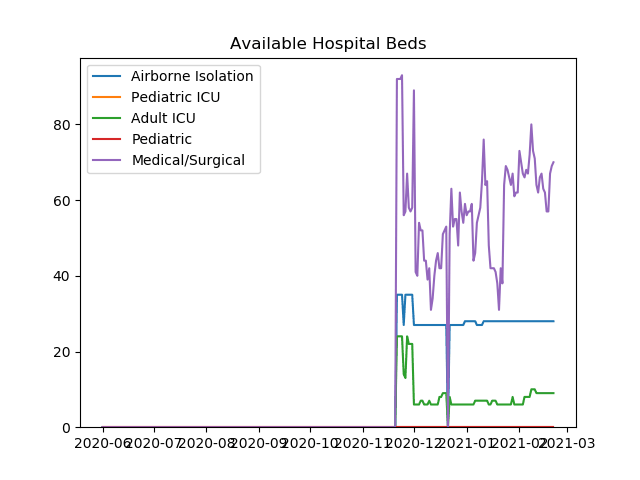 Available Hospital Beds
Airborne Isolation
Pediatric ICU
Adult ICU
Pediatric
Medical/Surgical
80
60
40
20
0
2020-06 2020-07 2020-08 2020-09 2020-10 2020-11 2020-12 2021-01 2021-02 2021-03